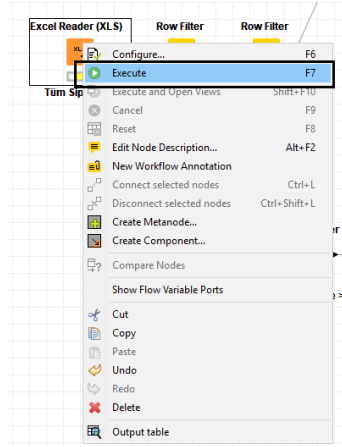 Excel Reader (XLS) Row Filter Row Filter
XL
Configure... F6
Execute F7
Tüm Sip
Execute and Open Views Shift+F10
Cancel F9
Reset F8
Edit Node Description... Alt+F2
New Workflow Annotation
Connect selected nodes Ctrl+L
Disconnect selected nodes Ctrl+Shift+L
Create Metanode...
Create Component...
Compare Nodes
Show Flow Variable Ports
Cut
Copy
Paste
Undo
Redo
Delete
Output table